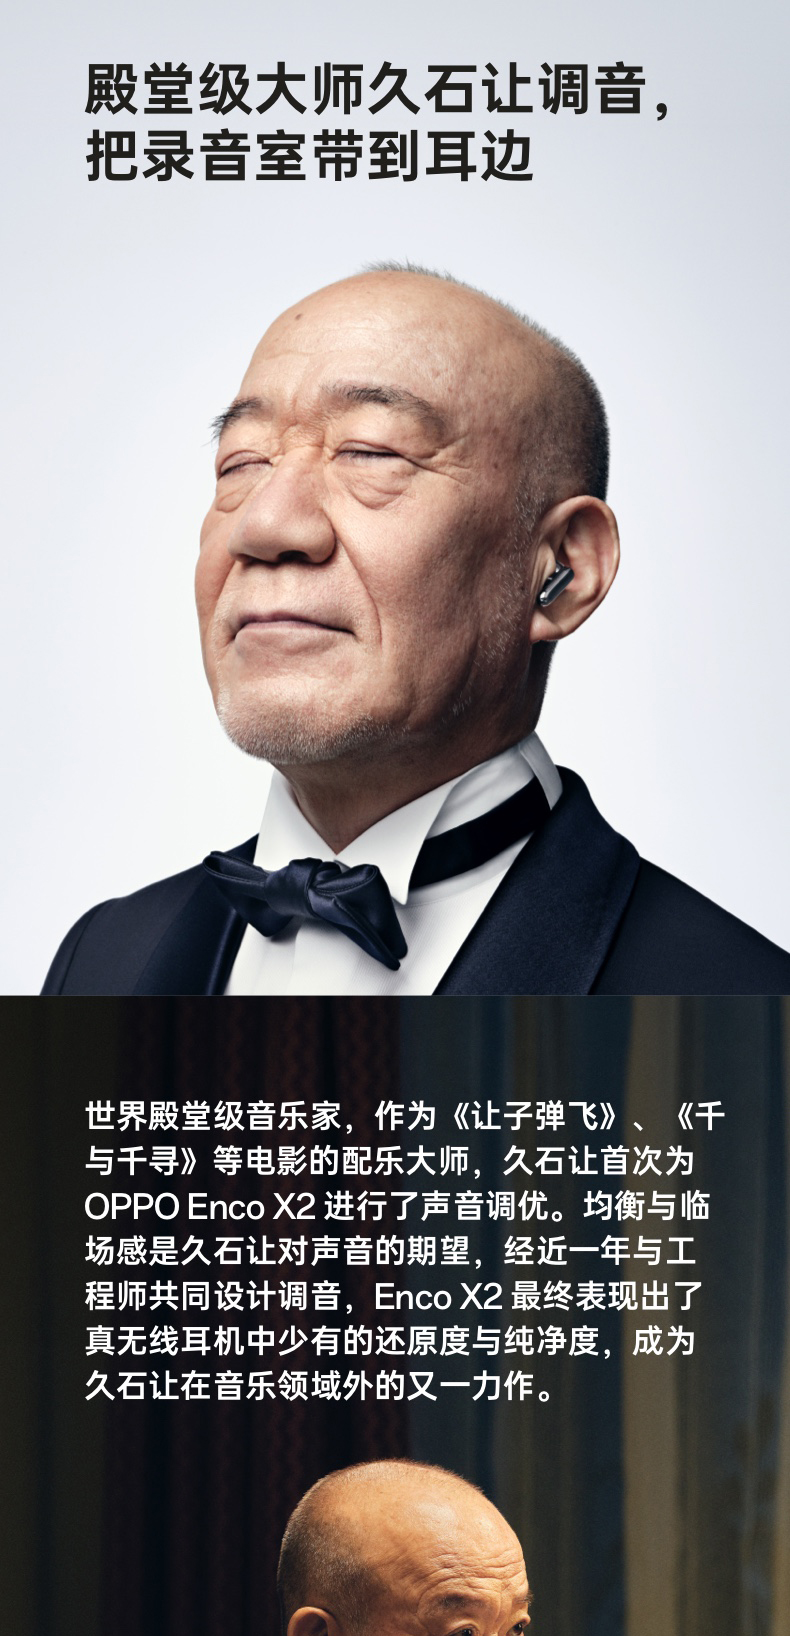 殿堂级大师久石让调音，
把录音室带到耳边
世界殿堂级音乐家，作为《让子弹飞》、《千
与千寻》等电影的配乐大师，久石让首次为
OPPO Enco X2 进行了声音调优。均衡与临
场感是久石让对声音的期望，经近一年与工
程师共同设计调音，Enco X2 最终表现出了
真无线耳机中少有的还原度与纯净度，成为
久石让在音乐领域外的又一力作。